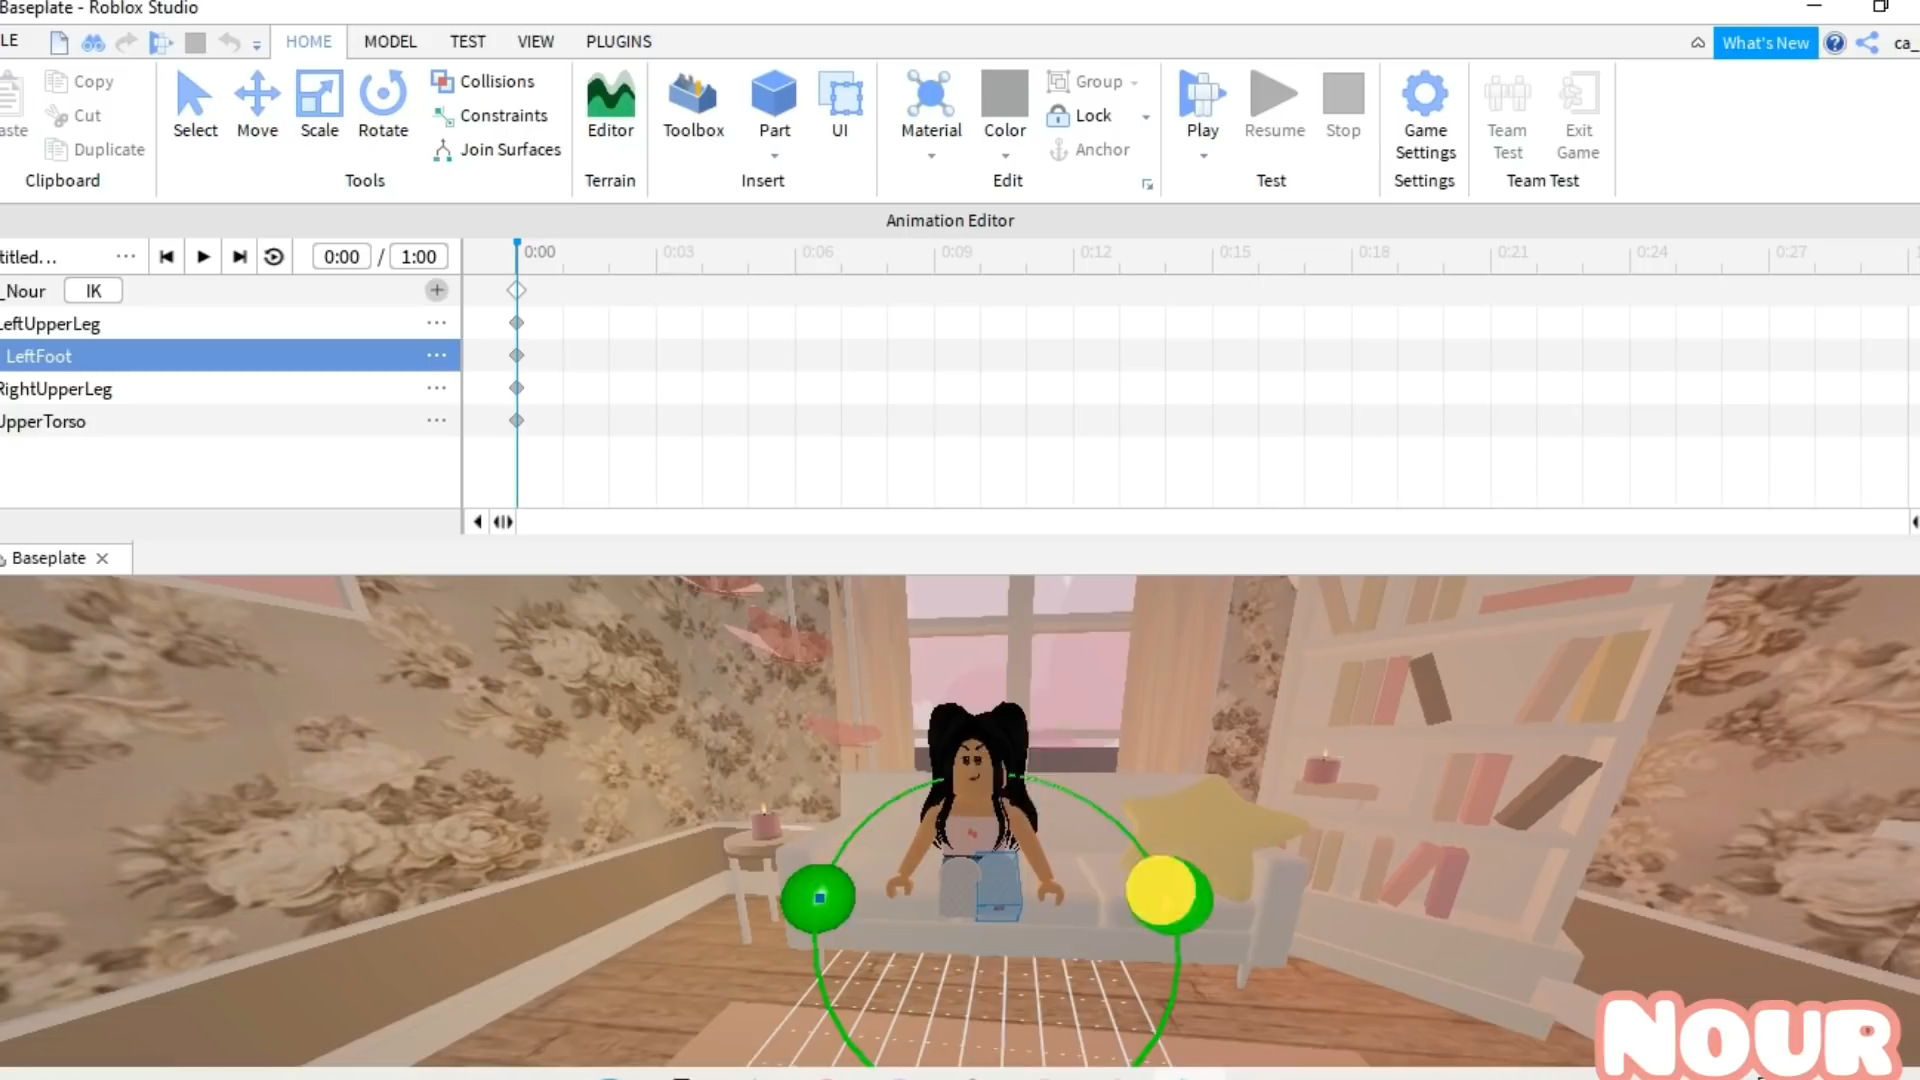 Baseplate - Roblox Studio
LE HOME MODEL TEST VIEW PLUGINS What's New ca_
Copy
Cut
Duplicate
aste
Clipboard
Select Move Scale Rotate
Collisions
Constraints
Join Surfaces
Tools
Editor
Terrain
Toolbox Part UI
Insert
Material Color
Group
Lock
Anchor
Edit
Play Resume Stop
Test
Game Settings
Settings
Team Test
Exit Game
Team Test
Animation Editor
titled... ... 0:00 / 1:00 0:00 0:03 0:06 0:09 0:12 0:15 0:18 0:21 0:24 0:27
_Nour IK
LeftUpperLeg ...
LeftFoot ...
RightUpperLeg ...
UpperTorso ...
Baseplate
NOUR